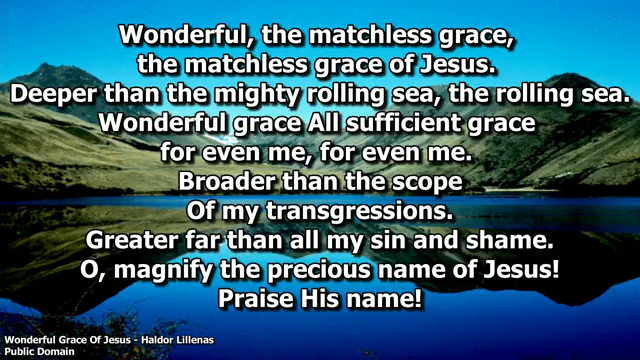 Wonderful, the matchless grace,
the matchless grace of Jesus.
Deeper than the mighty rolling sea, the rolling sea.
Wonderful grace All sufficient grace
for even me, for even me.
Broader than the scope
Of my transgressions.
Greater far than all my sin and shame.
O, magnify the precious name of Jesus!
Praise His name!
Wonderful Grace Of Jesus - Haldor Lillenas
Public Domain